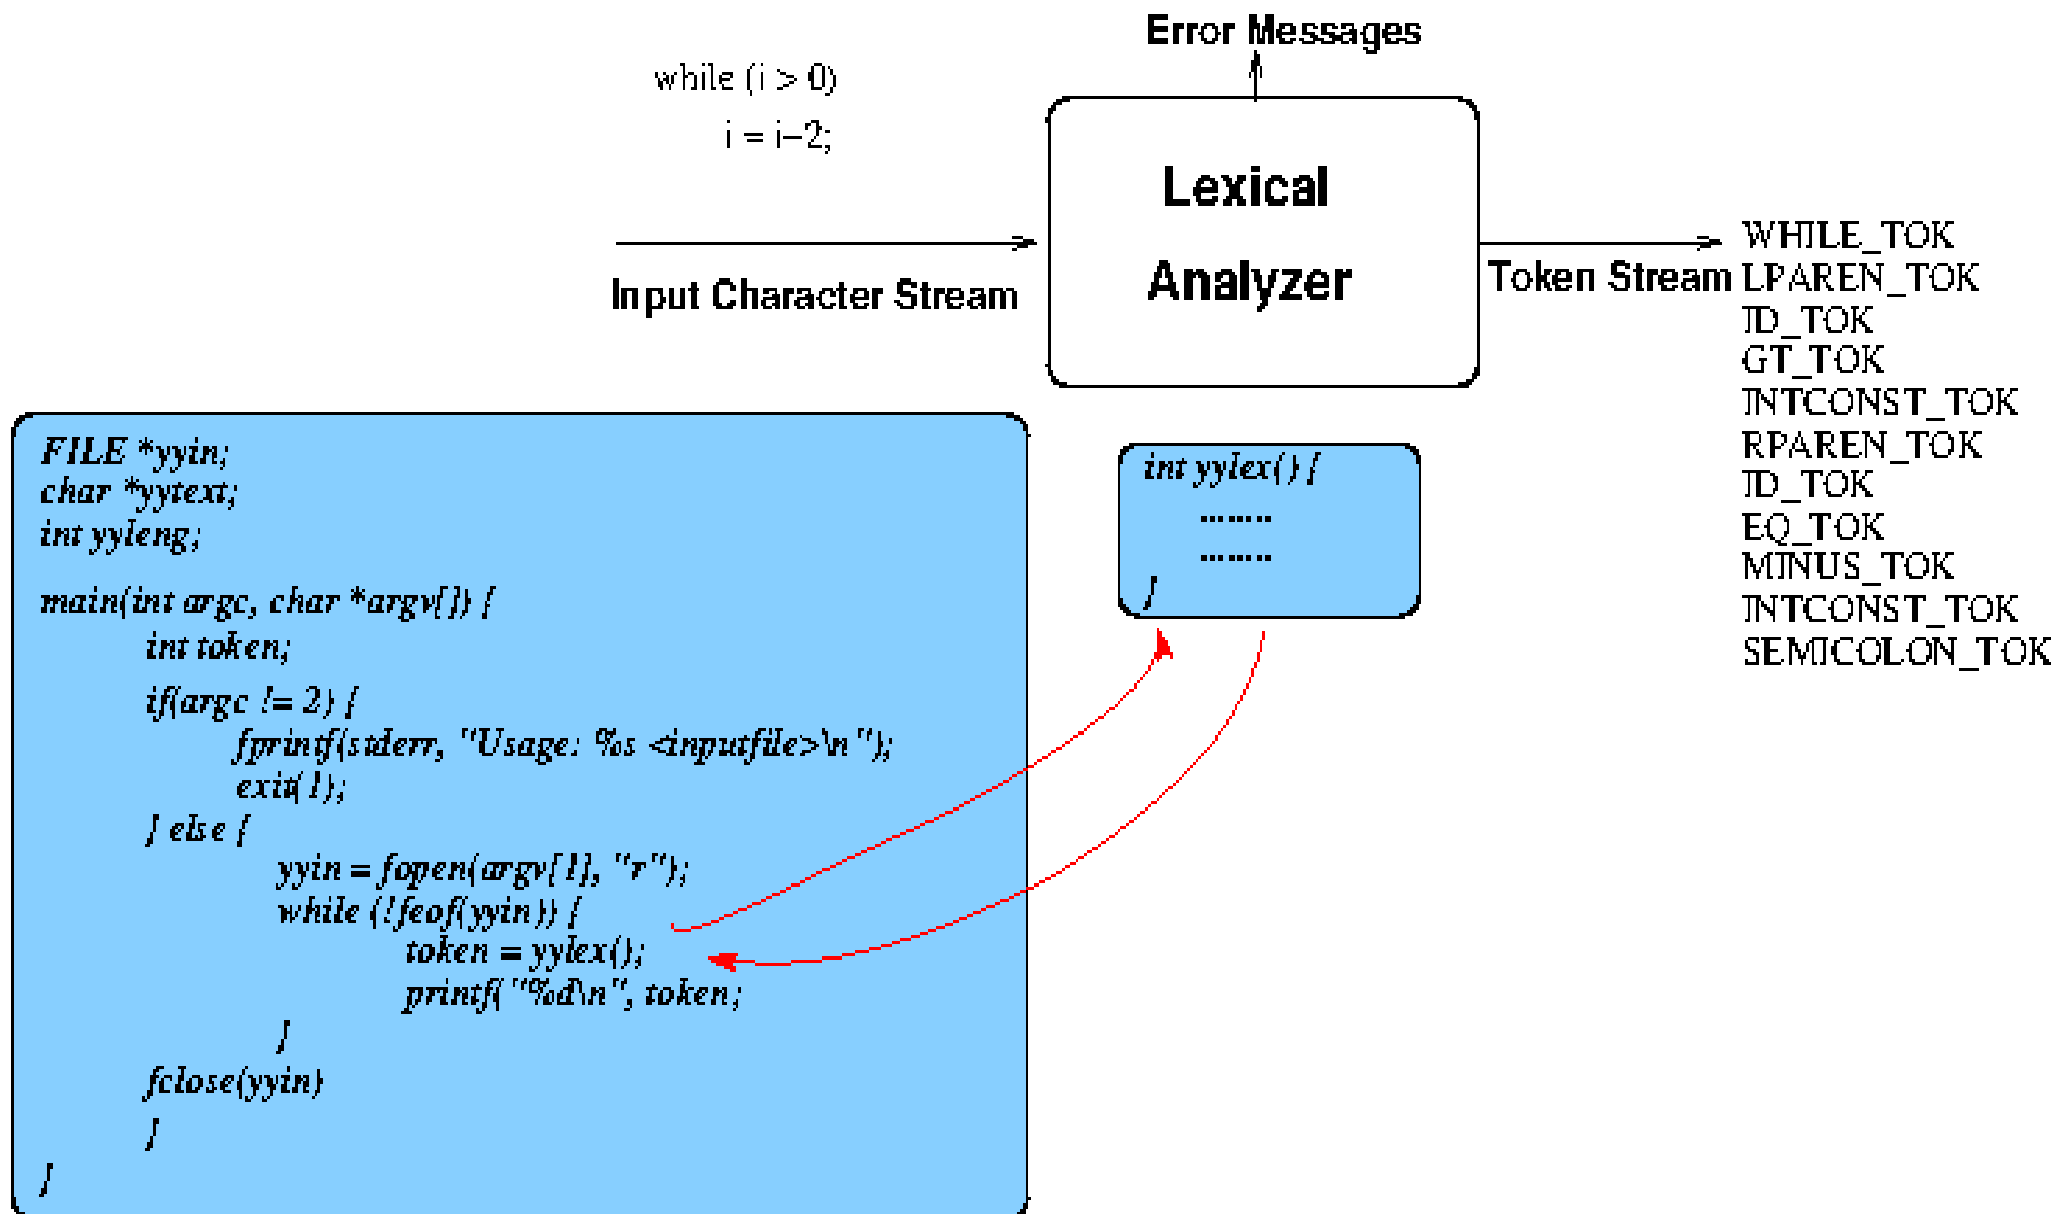 Error Messages
while (i > 0)
i = i–2;
Lexical
Analyzer
Input Character Stream
Token Stream
WHILE_TOK
LPAREN_TOK
ID_TOK
GT_TOK
INTCONST_TOK
RPAREN_TOK
ID_TOK
EQ_TOK
MINUS_TOK
INTCONST_TOK
SEMICOLON_TOK
FILE *yyin;
char *yytext;
int yyleng;
main(int argc, char *argv[]) {
int token;
if(argc != 2) {
fprintf(stderr, "Usage: %s <inputfile>\n");
exit(1);
} else {
yyin = fopen(argv[1], "r");
while (!feof(yyin)) {
token = yylex();
printf("%d\n", token;
}
fclose(yyin)
}
}
int yylex() {
........
........
}